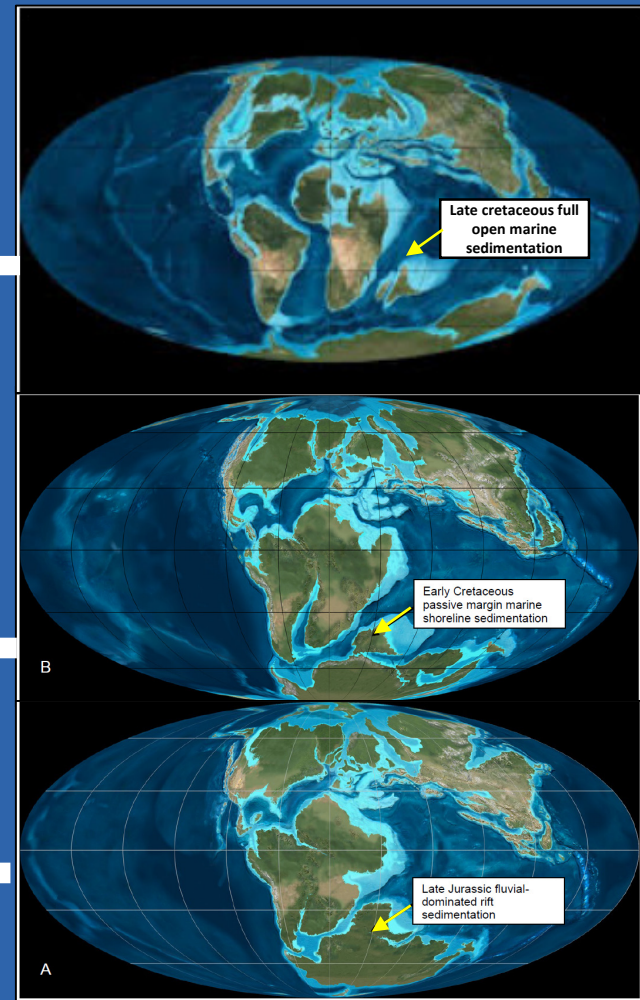 Late cretaceous full
open marine
sedimentation
Early Cretaceous
passive margin marine
shoreline sedimentation
B
Late Jurassic fluvial-
dominated rift
sedimentation
A